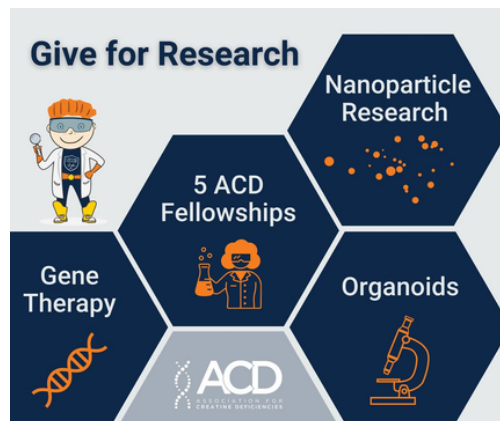 Give for Research
Nanoparticle
Research
5 ACD
Fellowships
Gene
Therapy
Organoids
ACD
ASSOCIATION FOR
CREATINE DEFICIENCIES